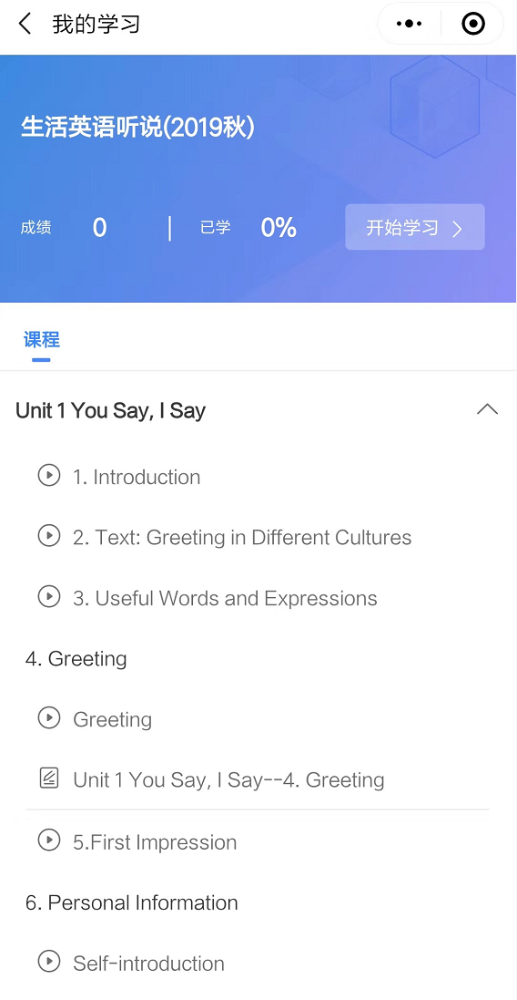 我的学习
生活英语听说(2019秋)
成绩 0 | 已学 0% 开始学习
课程
Unit 1 You Say, I Say
1. Introduction
2. Text: Greeting in Different Cultures
3. Useful Words and Expressions
4. Greeting
Greeting
Unit 1 You Say, I Say--4. Greeting
5.First Impression
6. Personal Information
Self-introduction